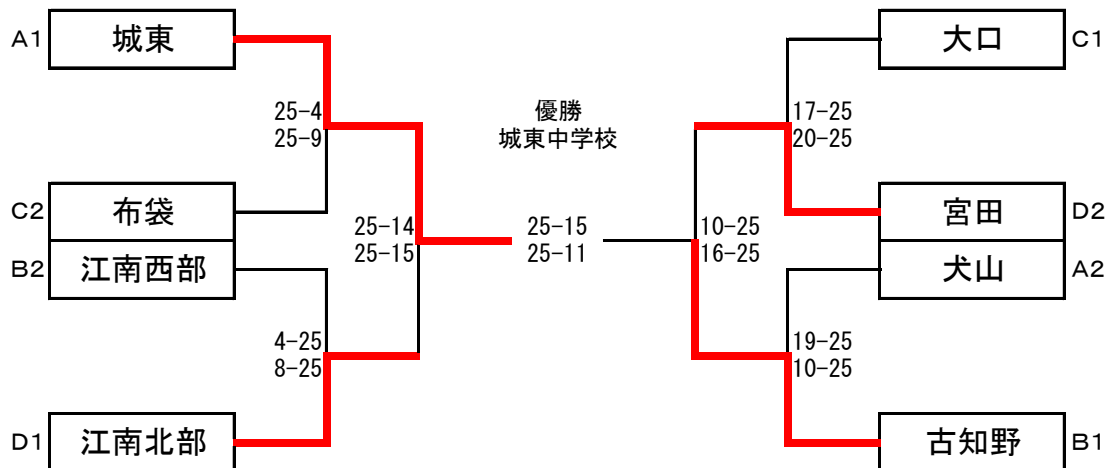 A1
城東
大口
C1
25-4
25-9
優勝
城東中学校
17-25
20-25
C2
布袋
宮田
D2
25-14
25-15
25-15
25-11
10-25
16-25
B2
江南西部
犬山
A2
4-25
8-25
19-25
10-25
D1
江南北部
古知野
B1